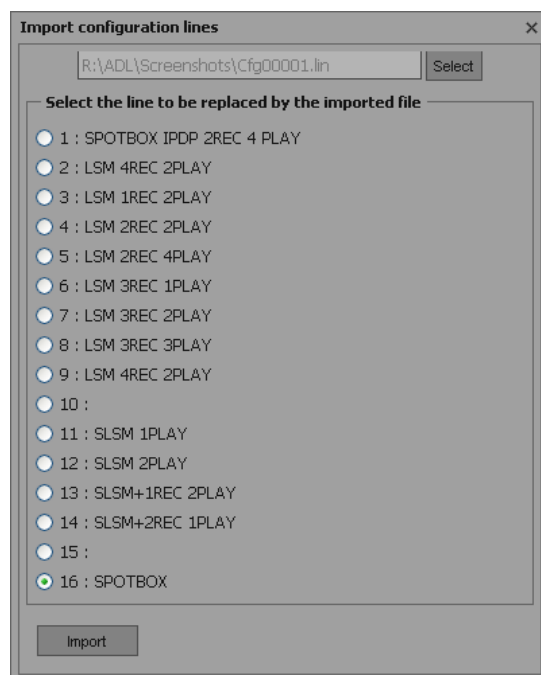 Import configuration lines
R:\ADL\Screenshots\Cfg00001.lin Select
Select the line to be replaced by the imported file
1 : SPOTBOX IPDP 2REC 4 PLAY
2 : LSM 4REC 2PLAY
3 : LSM 1REC 2PLAY
4 : LSM 2REC 2PLAY
5 : LSM 2REC 4PLAY
6 : LSM 3REC 1PLAY
7 : LSM 3REC 2PLAY
8 : LSM 3REC 3PLAY
9 : LSM 4REC 2PLAY
10 :
11 : SLSM 1PLAY
12 : SLSM 2PLAY
13 : SLSM+1REC 2PLAY
14 : SLSM+2REC 1PLAY
15 :
16 : SPOTBOX
Import